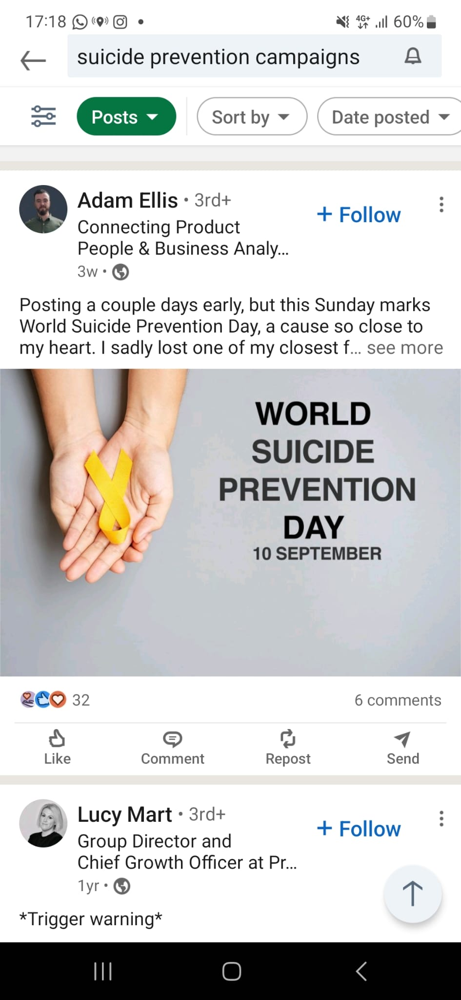 17:18 4G+ 60%
suicide prevention campaigns
Posts Sort by Date posted
Adam Ellis • 3rd+
+ Follow
Connecting Product
People & Business Analy...
3w •
Posting a couple days early, but this Sunday marks
World Suicide Prevention Day, a cause so close to
my heart. I sadly lost one of my closest f... see more
WORLD
SUICIDE
PREVENTION
DAY
10 SEPTEMBER
32 6 comments
Like Comment Repost Send
Lucy Mart • 3rd+
+ Follow
Group Director and
Chief Growth Officer at Pr...
1yr •
*Trigger warning*